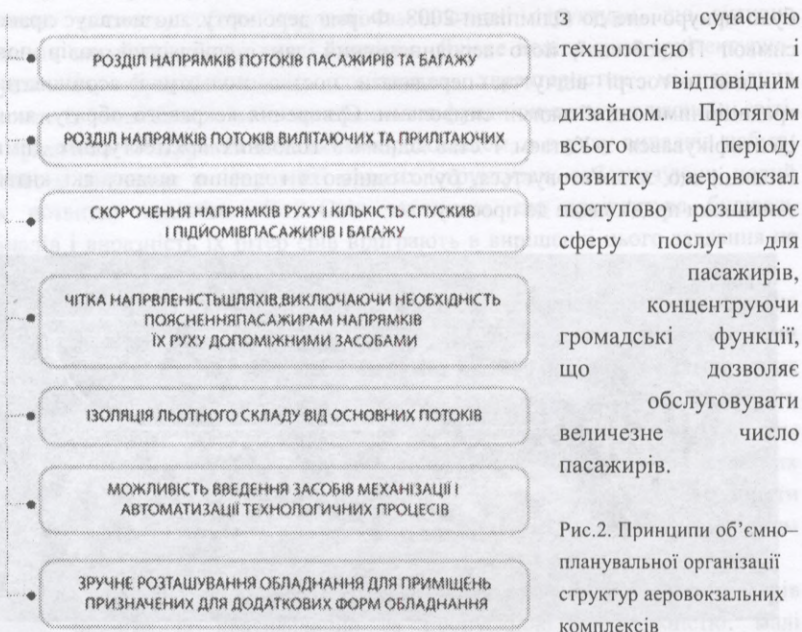 РОЗДІЛ НАПРЯМКІВ ПОТОКІВ ПАСАЖИРІВ ТА БАГАЖУ
РОЗДІЛ НАПРЯМКІВ ПОТОКІВ ВИЛІТАЮЧИХ ТА ПРИЛІТАЮЧИХ
СКОРОЧЕННЯ НАПРЯМКІВ РУХУ І КІЛЬКІСТЬ СПУСКИВ
І ПІДЙОМІВПАСАЖИРІВ І БАГАЖУ
ЧІТКА НАПРВЛЕНІСТЬШЛЯХІВ,ВИКЛЮЧАЮЧИ НЕОБХІДНІСТЬ
ПОЯСНЕННЯПАСАЖИРАМ НАПРЯМКІВ
ЇХ РУХУ ДОПОМІЖНИМИ ЗАСОБАМИ
ІЗОЛЯЦІЯ ЛЬОТНОГО СКЛАДУ ВІД ОСНОВНИХ ПОТОКІВ
МОЖЛИВІСТЬ ВВЕДЕННЯ ЗАСОБІВ МЕХАНІЗАЦІЇ І
АВТОМАТИЗАЦІЇ ТЕХНОЛОГИЧНИХ ПРОЦЕСІВ
ЗРУЧНЕ РОЗТАШУВАННЯ ОБЛАДНАННЯ ДЛЯ ПРИМІЩЕНЬ
ПРИЗНАЧЕНИХ ДЛЯ ДОДАТКОВИХ ФОРМ ОБЛАДНАННЯ
з сучасною
технологією і
відповідним
дизайном. Протягом
всього періоду
розвитку аеровокзал
поступово розширює
сферу послуг для
пасажирів,
концентруючи
громадські функції,
що дозволяє
обслуговувати
величезне число
пасажирів.
Рис.2. Принципи об’ємно–
планувальної організації
структур аеровокзальних
комплексів